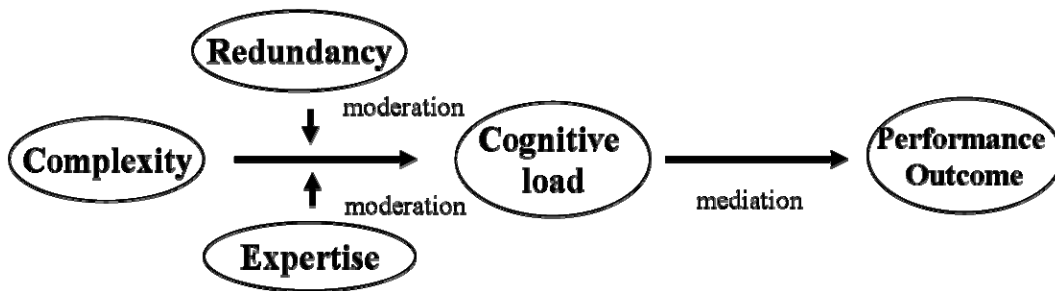 Redundancy
moderation
Complexity
Cognitive
load
Performance
Outcome
mediation
moderation
Expertise